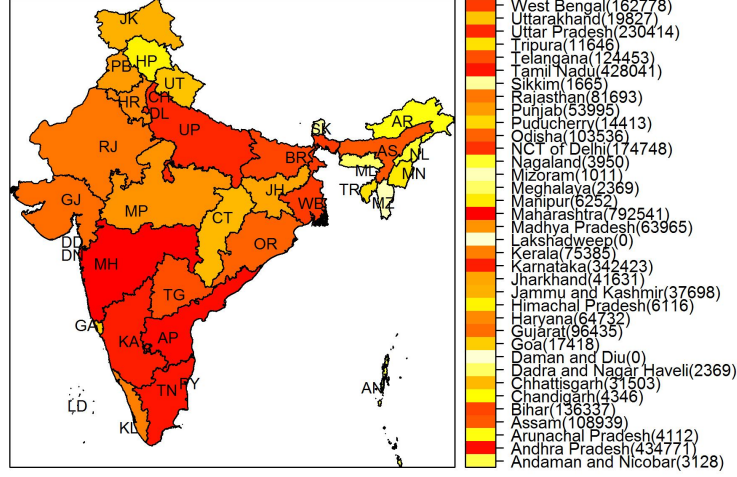 JK
HP
PB
UT
HR
CH
DL
UP
SK
AR
RJ
AS
NL
BR
ML
MN
TR
MZ
GJ
MP
JH
WB
CT
DD
DN
OR
MH
TG
GA
KA
AP
TN
PY
AN
LD
KL
West Bengal(162778)
Uttarakhand(19827)
Uttar Pradesh(230414)
Tripura(11646)
Telangana(124453)
Tamil Nadu(428041)
Sikkim(1665)
Rajasthan(81693)
Punjab(53995)
Puducherry(14413)
Odisha(103536)
NCT of Delhi(174748)
Nagaland(3950)
Mizoram(1011)
Meghalaya(2369)
Manipur(6252)
Maharashtra(792541)
Madhya Pradesh(63965)
Lakshadweep(0)
Kerala(75385)
Karnataka(342423)
Jharkhand(41631)
Jammu and Kashmir(37698)
Himachal Pradesh(6116)
Haryana(64732)
Gujarat(96435)
Goa(17418)
Daman and Diu(0)
Dadra and Nagar Haveli(2369)
Chhattisgarh(31503)
Chandigarh(4346)
Bihar(136337)
Assam(108939)
Arunachal Pradesh(4112)
Andhra Pradesh(434771)
Andaman and Nicobar(3128)